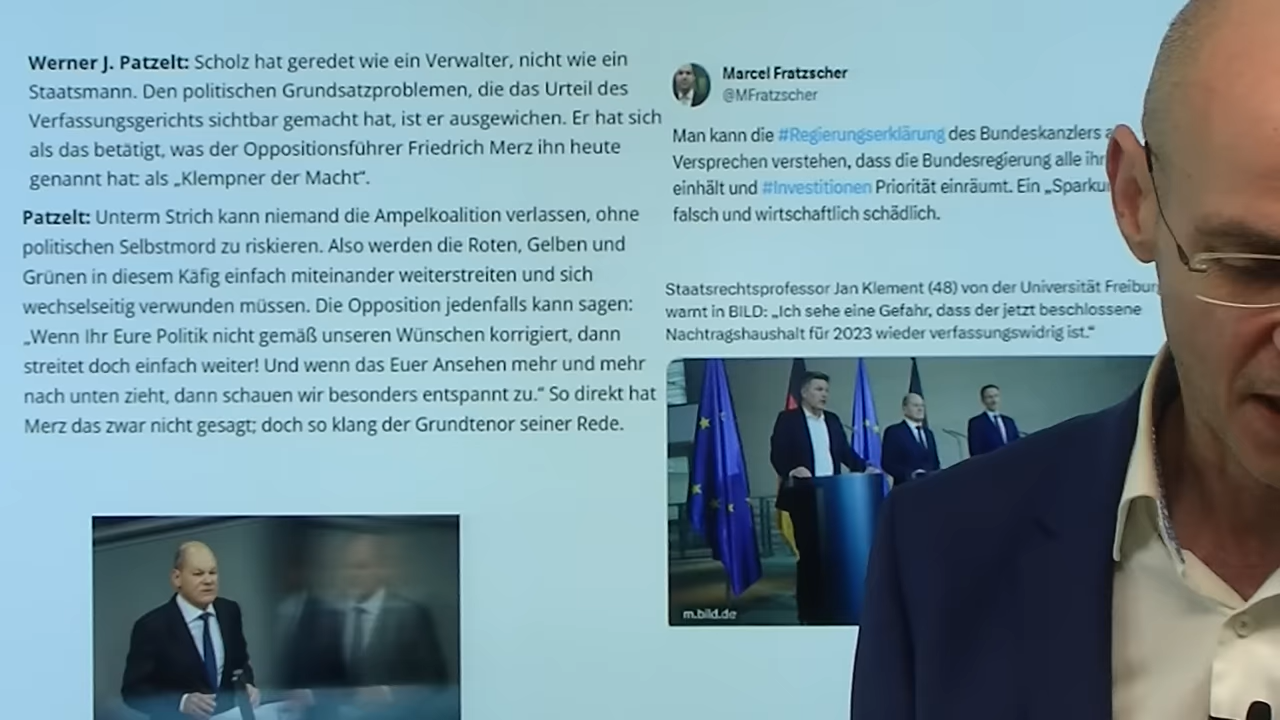 Werner J. Patzelt: Scholz hat geredet wie ein Verwalter, nicht wie ein
Staatsmann. Den politischen Grundsatzproblemen, die das Urteil des
Verfassungsgerichts sichtbar gemacht hat, ist er ausgewichen. Er hat sich
als das betätigt, was der Oppositionsführer Friedrich Merz ihn heute
genannt hat: als „Klempner der Macht“.
Patzelt: Unterm Strich kann niemand die Ampelkoalition verlassen, ohne
politischen Selbstmord zu riskieren. Also werden die Roten, Gelben und
Grünen in diesem Käfig einfach miteinander weiterstreiten und sich
wechselseitig verwunden müssen. Die Opposition jedenfalls kann sagen:
„Wenn Ihr Eure Politik nicht gemäß unseren Wünschen korrigiert, dann
streitet doch einfach weiter! Und wenn das Euer Ansehen mehr und mehr
nach unten zieht, dann schauen wir besonders entspannt zu.“ So direkt hat
Merz das zwar nicht gesagt; doch so klang der Grundtenor seiner Rede.
Marcel Fratzscher
@MFratzscher
Man kann die #Regierungserklärung des Bundeskanzlers
Versprechen verstehen, dass die Bundesregierung alle
einhält und #Investitionen Priorität einräumt. Ein
falsch und wirtschaftlich schädlich.
Staatsrechtsprofessor Jan Klement (48) von der Universität
warnt in BILD: „Ich sehe eine Gefahr, dass der jetzt beschlossene
Nachtragshaushalt für 2023 wieder verfassungswidrig ist.“
m.bild.de